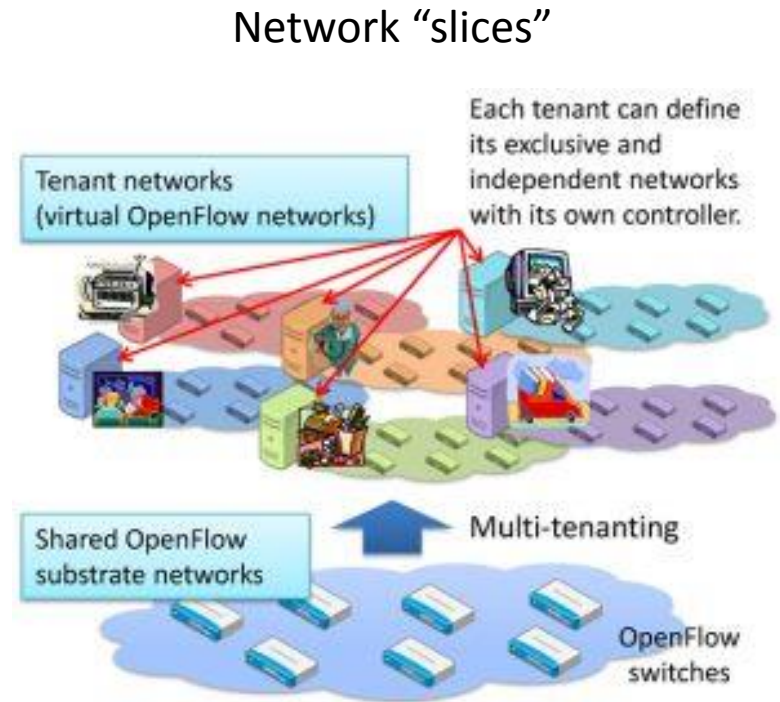 Network “slices”
Each tenant can define
its exclusive and
independent networks
with its own controller.
Tenant networks
(virtual OpenFlow networks)
Multi-tenanting
Shared OpenFlow
substrate networks
OpenFlow
switches